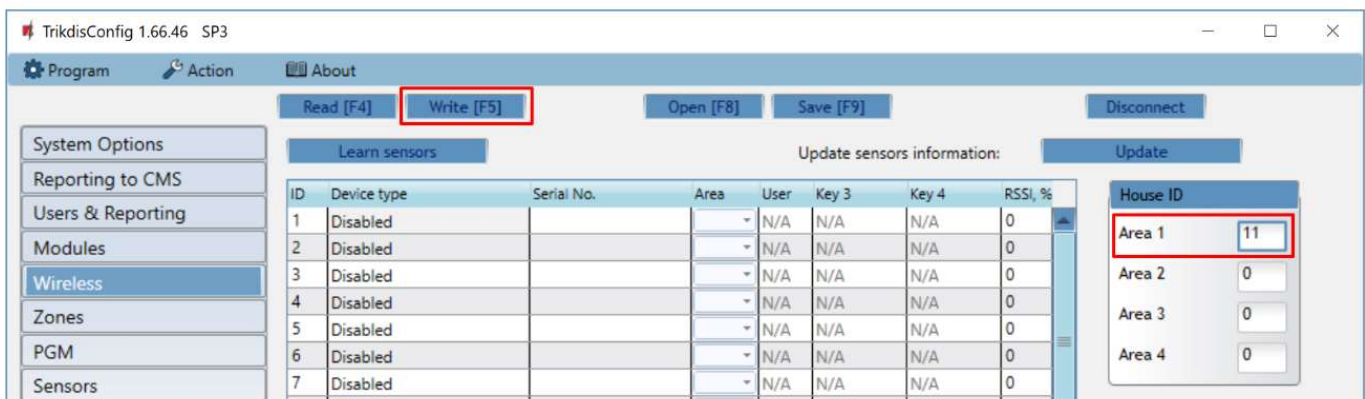 TrikdisConfig 1.66.46 SP3
Program Action About
Read [F4] Write [F5] Open [F8] Save [F9] Disconnect
System Options
Reporting to CMS
Users & Reporting
Modules
Wireless
Zones
PGM
Sensors
Learn sensors Update sensors information: Update
ID Device type Serial No. Area User Key 3 Key 4 RSSI, %
1 Disabled N/A N/A N/A 0
2 Disabled N/A N/A N/A 0
3 Disabled N/A N/A N/A 0
4 Disabled N/A N/A N/A 0
5 Disabled N/A N/A N/A 0
6 Disabled N/A N/A N/A 0
7 Disabled N/A N/A N/A 0
House ID
Area 1 11
Area 2 0
Area 3 0
Area 4 0